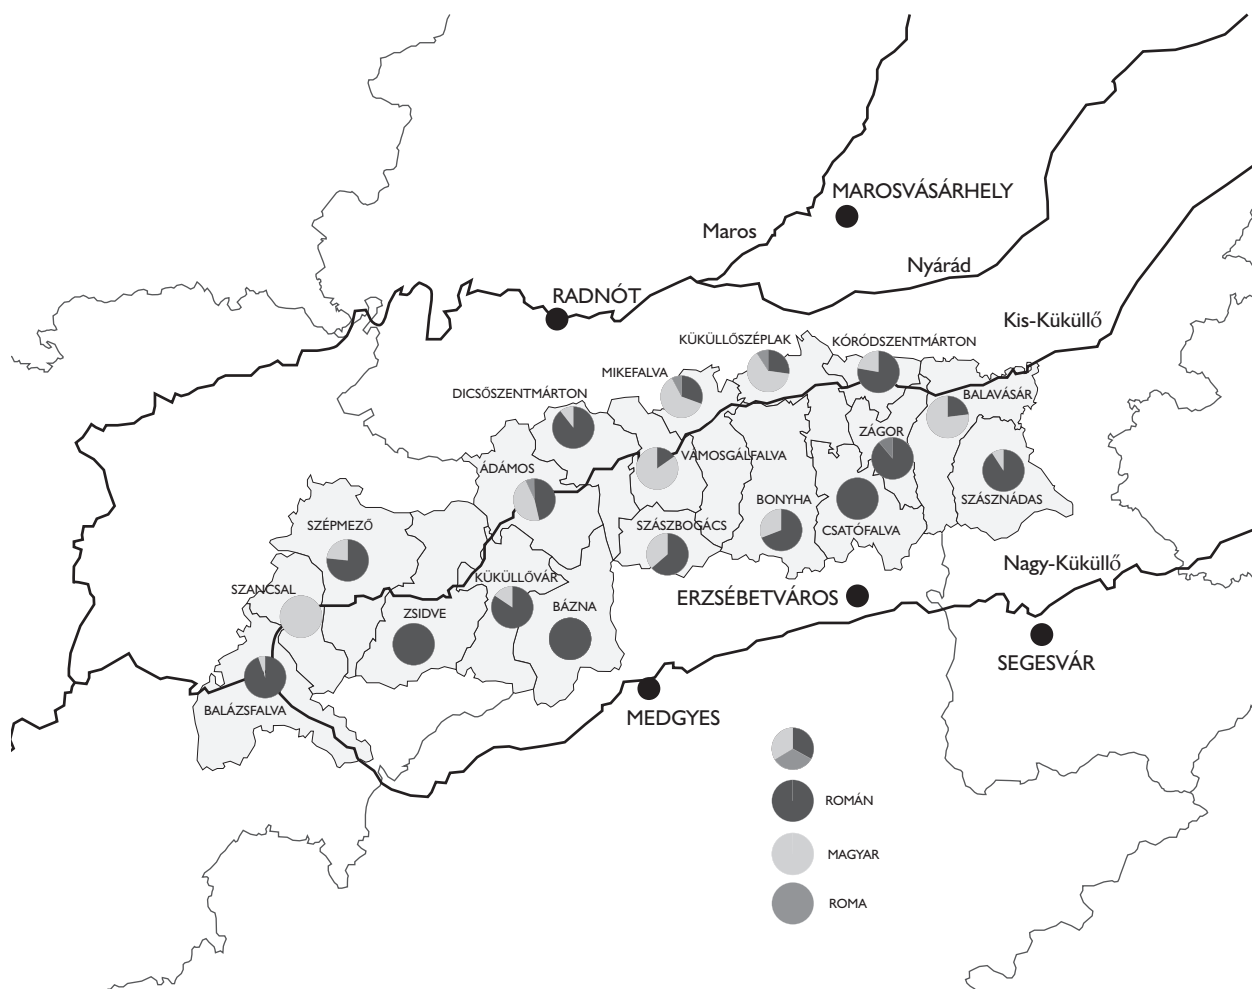 MAROSVÁSÁRHELY
Maros
Nyárád
RADNÓT
Kis-Küküllő
KÜKÜLLŐSZÉPLAK
KÓRÓDSZENTMÁRTON
MIKEFALVA
DICSŐSZENTMÁRTON
BALAVÁSÁR
ZÁGOR
VÁMOSGÁLFALVA
ÁDÁMOS
BONYHA
SZÁSZNÁDAS
SZÉPMEZŐ
SZÁSZBOGÁCS
CSATÓFALVA
Nagy-Küküllő
KÜKÜLLŐVÁR
SZANCSAL
ERZSÉBETVÁROS
ZSIDVE
BÁZNA
SEGESVÁR
BALÁZSFALVA
MEDGYES
ROMÁN
MAGYAR
ROMA